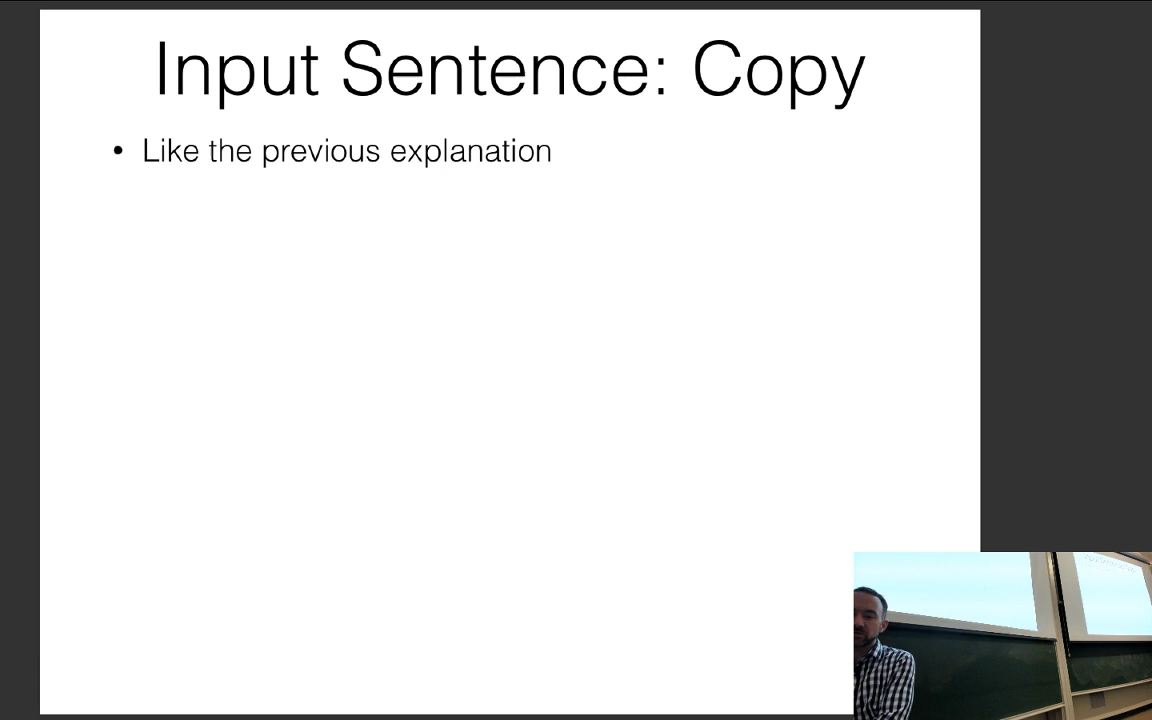 Input Sentence: Copy
• Like the previous explanation